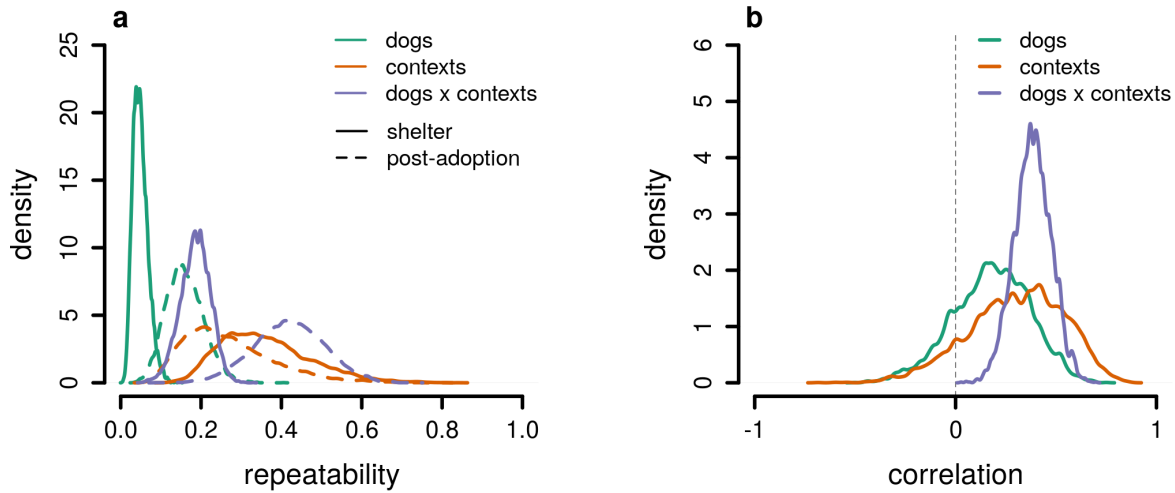 a
25
20
15
10
5
0
density
dogs
contexts
dogs x contexts
shelter
post-adoption
0.0 0.2 0.4 0.6 0.8 1.0
repeatability
b
6
5
4
3
2
1
0
density
dogs
contexts
dogs x contexts
-1 0 1
correlation